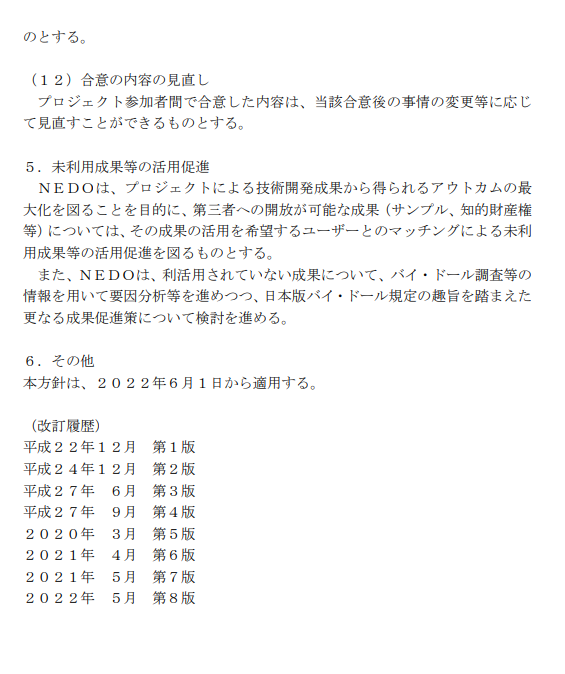 のとする。
（１２）合意の内容の見直し
　プロジェクト参加者間で合意した内容は、当該合意後の事情の変更等に応じ
て見直すことができるものとする。
５．未利用成果等の活用促進
　ＮＥＤＯは、プロジェクトによる技術開発成果から得られるアウトカムの最
大化を図ることを目的に、第三者への開放が可能な成果（サンプル、知的財産権
等）については、その成果の活用を希望するユーザーとのマッチングによる未利
用成果等の活用促進を図るものとする。
　また、ＮＥＤＯは、利活用されていない成果について、バイ・ドール調査等の
情報を用いて要因分析等を進めつつ、日本版バイ・ドール規定の趣旨を踏まえた
更なる成果促進策について検討を進める。
６．その他
本方針は、２０２２年６月１日から適用する。
（改訂履歴）
平成２２年１２月　第１版
平成２４年１２月　第２版
平成２７年　６月　第３版
平成２７年　９月　第４版
２０２０年　３月　第５版
２０２１年　４月　第６版
２０２１年　５月　第７版
２０２２年　５月　第８版